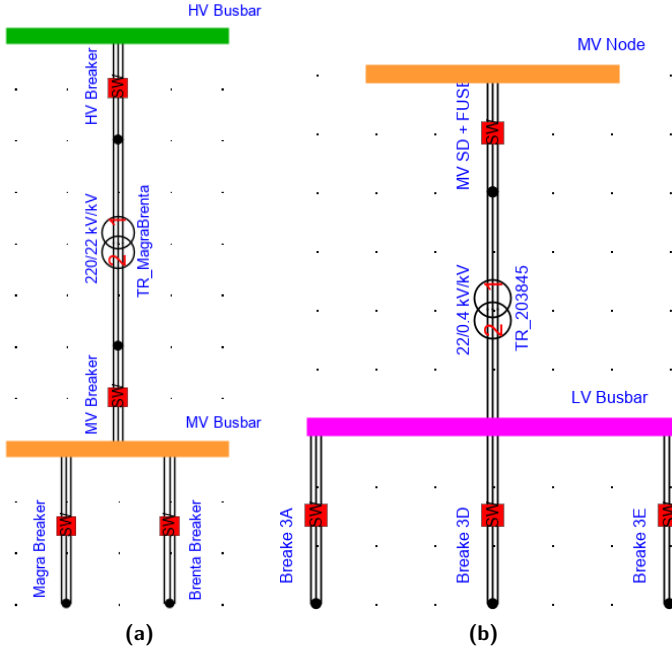 HV Busbar
HV Breaker
SW
220/22 kV/kV
1
2
TR_MagraBrenta
MV Breaker
SW
MV Busbar
Magra Breaker
SW
SW
Brenta Breaker
(a)
MV Node
MV SD + FUSE
SW
22/0.4 kV/kV
1
2
TR_203845
LV Busbar
Breake 3A
SW
Breake 3D
SW
Breake 3E
SW
(b)